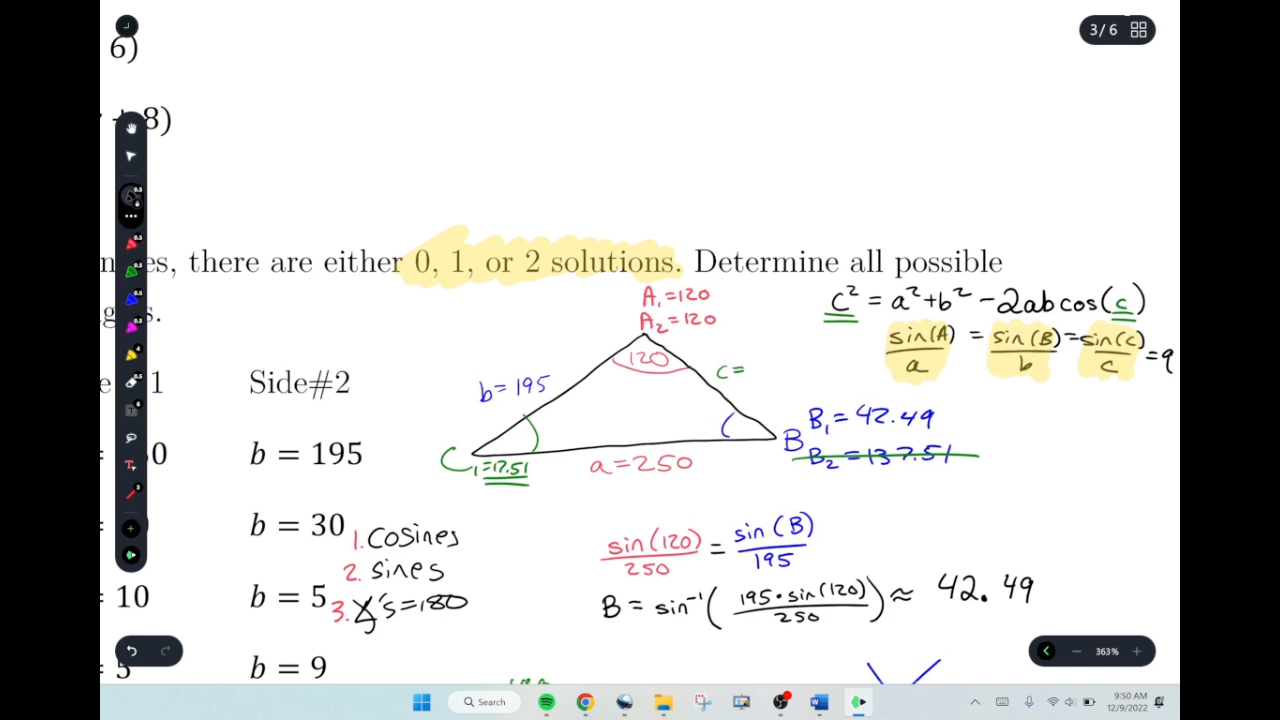 3/6
6)
+ 8)
es, there are either 0, 1, or 2 solutions. Determine all possible
s.
A₁=120
A₂=120
c² = a²+b² -2ab cos(c)
sin(A)/a = sin(B)/b = sin(c)/c = q
1
Side#2
b = 195
120
c =
B₁ = 42.49
B₂ = 137.51
B
0
b = 195
C₁ = 17.51
a = 250
b = 30
1. cosines
sin(120)/250 = sin(B)/195
2. sines
10
b = 5
3. ∡'s = 180
B = sin⁻¹(195·sin(120)/250) ≈ 42.49
5
b = 9
363%
Search
9:50 AM
12/9/2022